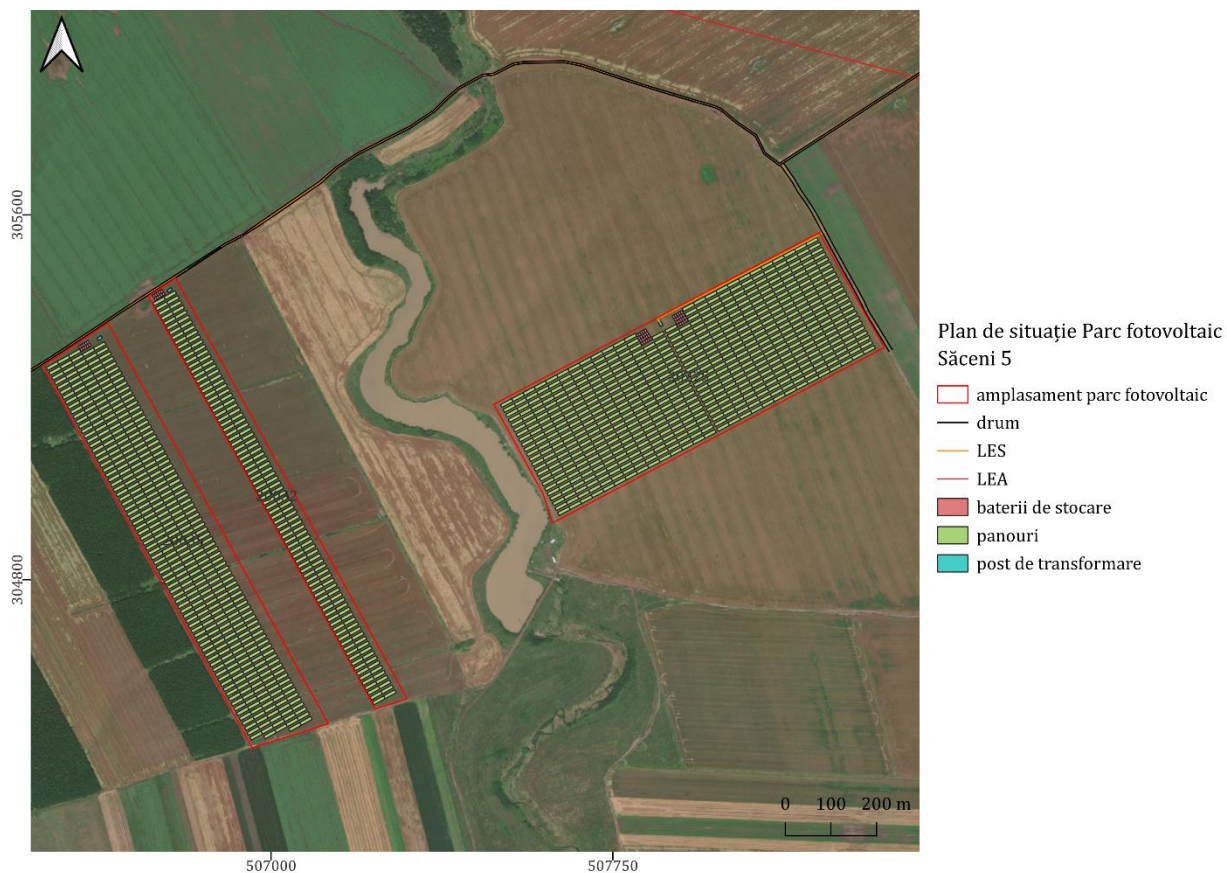 305600
304800
507000
507750
0 100 200 m
Plan de situație Parc fotovoltaic
Săceni 5
amplasament parc fotovoltaic
drum
LES
LEA
baterii de stocare
panouri
post de transformare